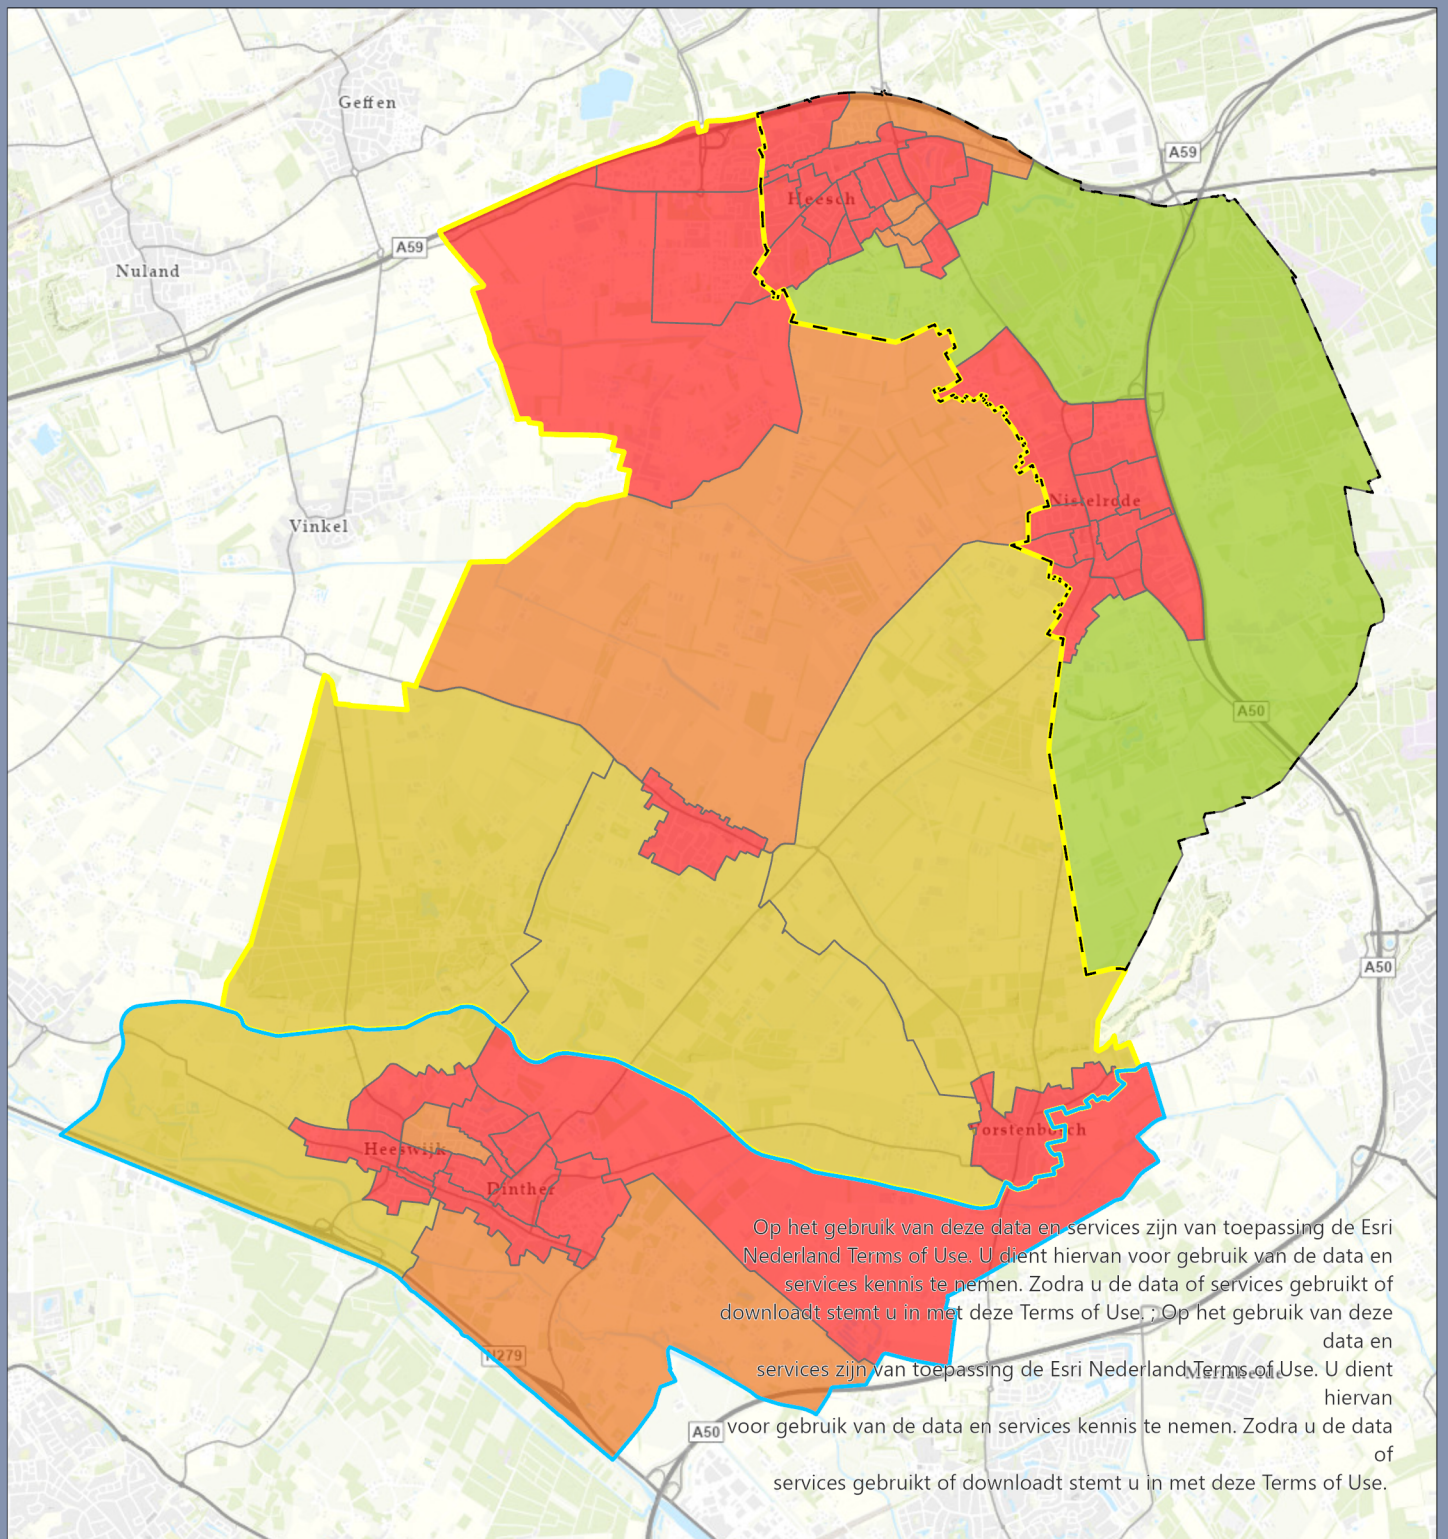 Geffen
A59
Heesch
A59
Nuland
Nistelrode
Vinkel
A50
A50
Heeswijk
orstenbosch
Dinther
Op het gebruik van deze data en services zijn van toepassing de Esri
Nederland Terms of Use. U dient hiervan voor gebruik van de data en
services kennis te nemen. Zodra u de data of services gebruikt of
downloadt stemt u in met deze Terms of Use. ; Op het gebruik van deze
data en
services zijn van toepassing de Esri Nederland Terms of Use. U dient
hiervan
voor gebruik van de data en services kennis te nemen. Zodra u de data
of
services gebruikt of downloadt stemt u in met deze Terms of Use.
N279
Mariaheide
A50